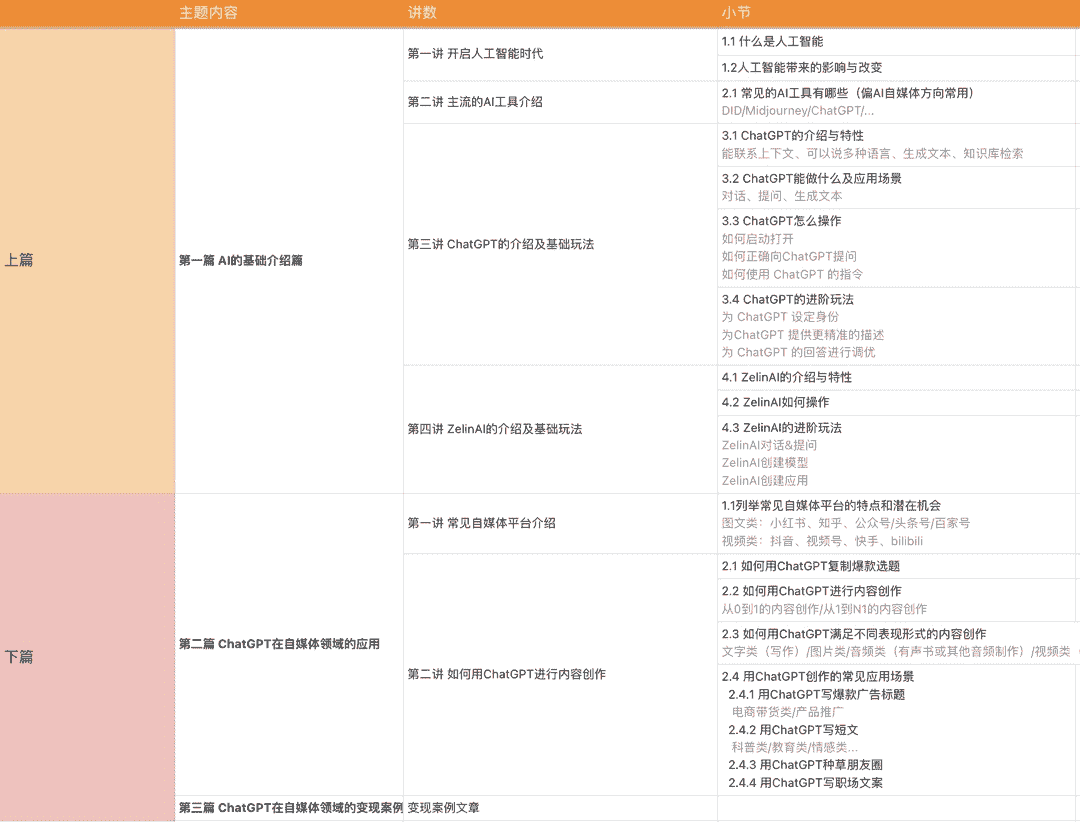 主题内容
讲数
小节
上篇
第一篇 AI的基础介绍篇
第一讲 开启人工智能时代
1.1 什么是人工智能
1.2人工智能带来的影响与改变
第二讲 主流的AI工具介绍
2.1 常见的AI工具有哪些（偏AI自媒体方向常用）
DID/Midjourney/ChatGPT/...
第三讲 ChatGPT的介绍及基础玩法
3.1 ChatGPT的介绍与特性
能联系上下文、可以说多种语言、生成文本、知识库检索
3.2 ChatGPT能做什么及应用场景
对话、提问、生成文本
3.3 ChatGPT怎么操作
如何启动打开
如何正确向ChatGPT提问
如何使用 ChatGPT 的指令
3.4 ChatGPT的进阶玩法
为 ChatGPT 设定身份
为ChatGPT 提供更精准的描述
为 ChatGPT 的回答进行调优
第四讲 ZelinAI的介绍及基础玩法
4.1 ZelinAI的介绍与特性
4.2 ZelinAI如何操作
4.3 ZelinAI的进阶玩法
ZelinAI对话&提问
ZelinAI创建模型
ZelinAI创建应用
下篇
第二篇 ChatGPT在自媒体领域的应用
第一讲 常见自媒体平台介绍
1.1列举常见自媒体平台的特点和潜在机会
图文类：小红书、知乎、公众号/头条号/百家号
视频类：抖音、视频号、快手、bilibili
第二讲 如何用ChatGPT进行内容创作
2.1 如何用ChatGPT复制爆款选题
2.2 如何用ChatGPT进行内容创作
从0到1的内容创作/从1到N1的内容创作
2.3 如何用ChatGPT满足不同表现形式的内容创作
文字类（写作）/图片类/音频类（有声书或其他音频制作）/视频类（
2.4 用ChatGPT创作的常见应用场景
2.4.1 用ChatGPT写爆款广告标题
电商带货类/产品推广
2.4.2 用ChatGPT写短文
科普类/教育类/情感类...
2.4.3 用ChatGPT种草朋友圈
2.4.4 用ChatGPT写职场文案
第三篇 ChatGPT在自媒体领域的变现案例
变现案例文章